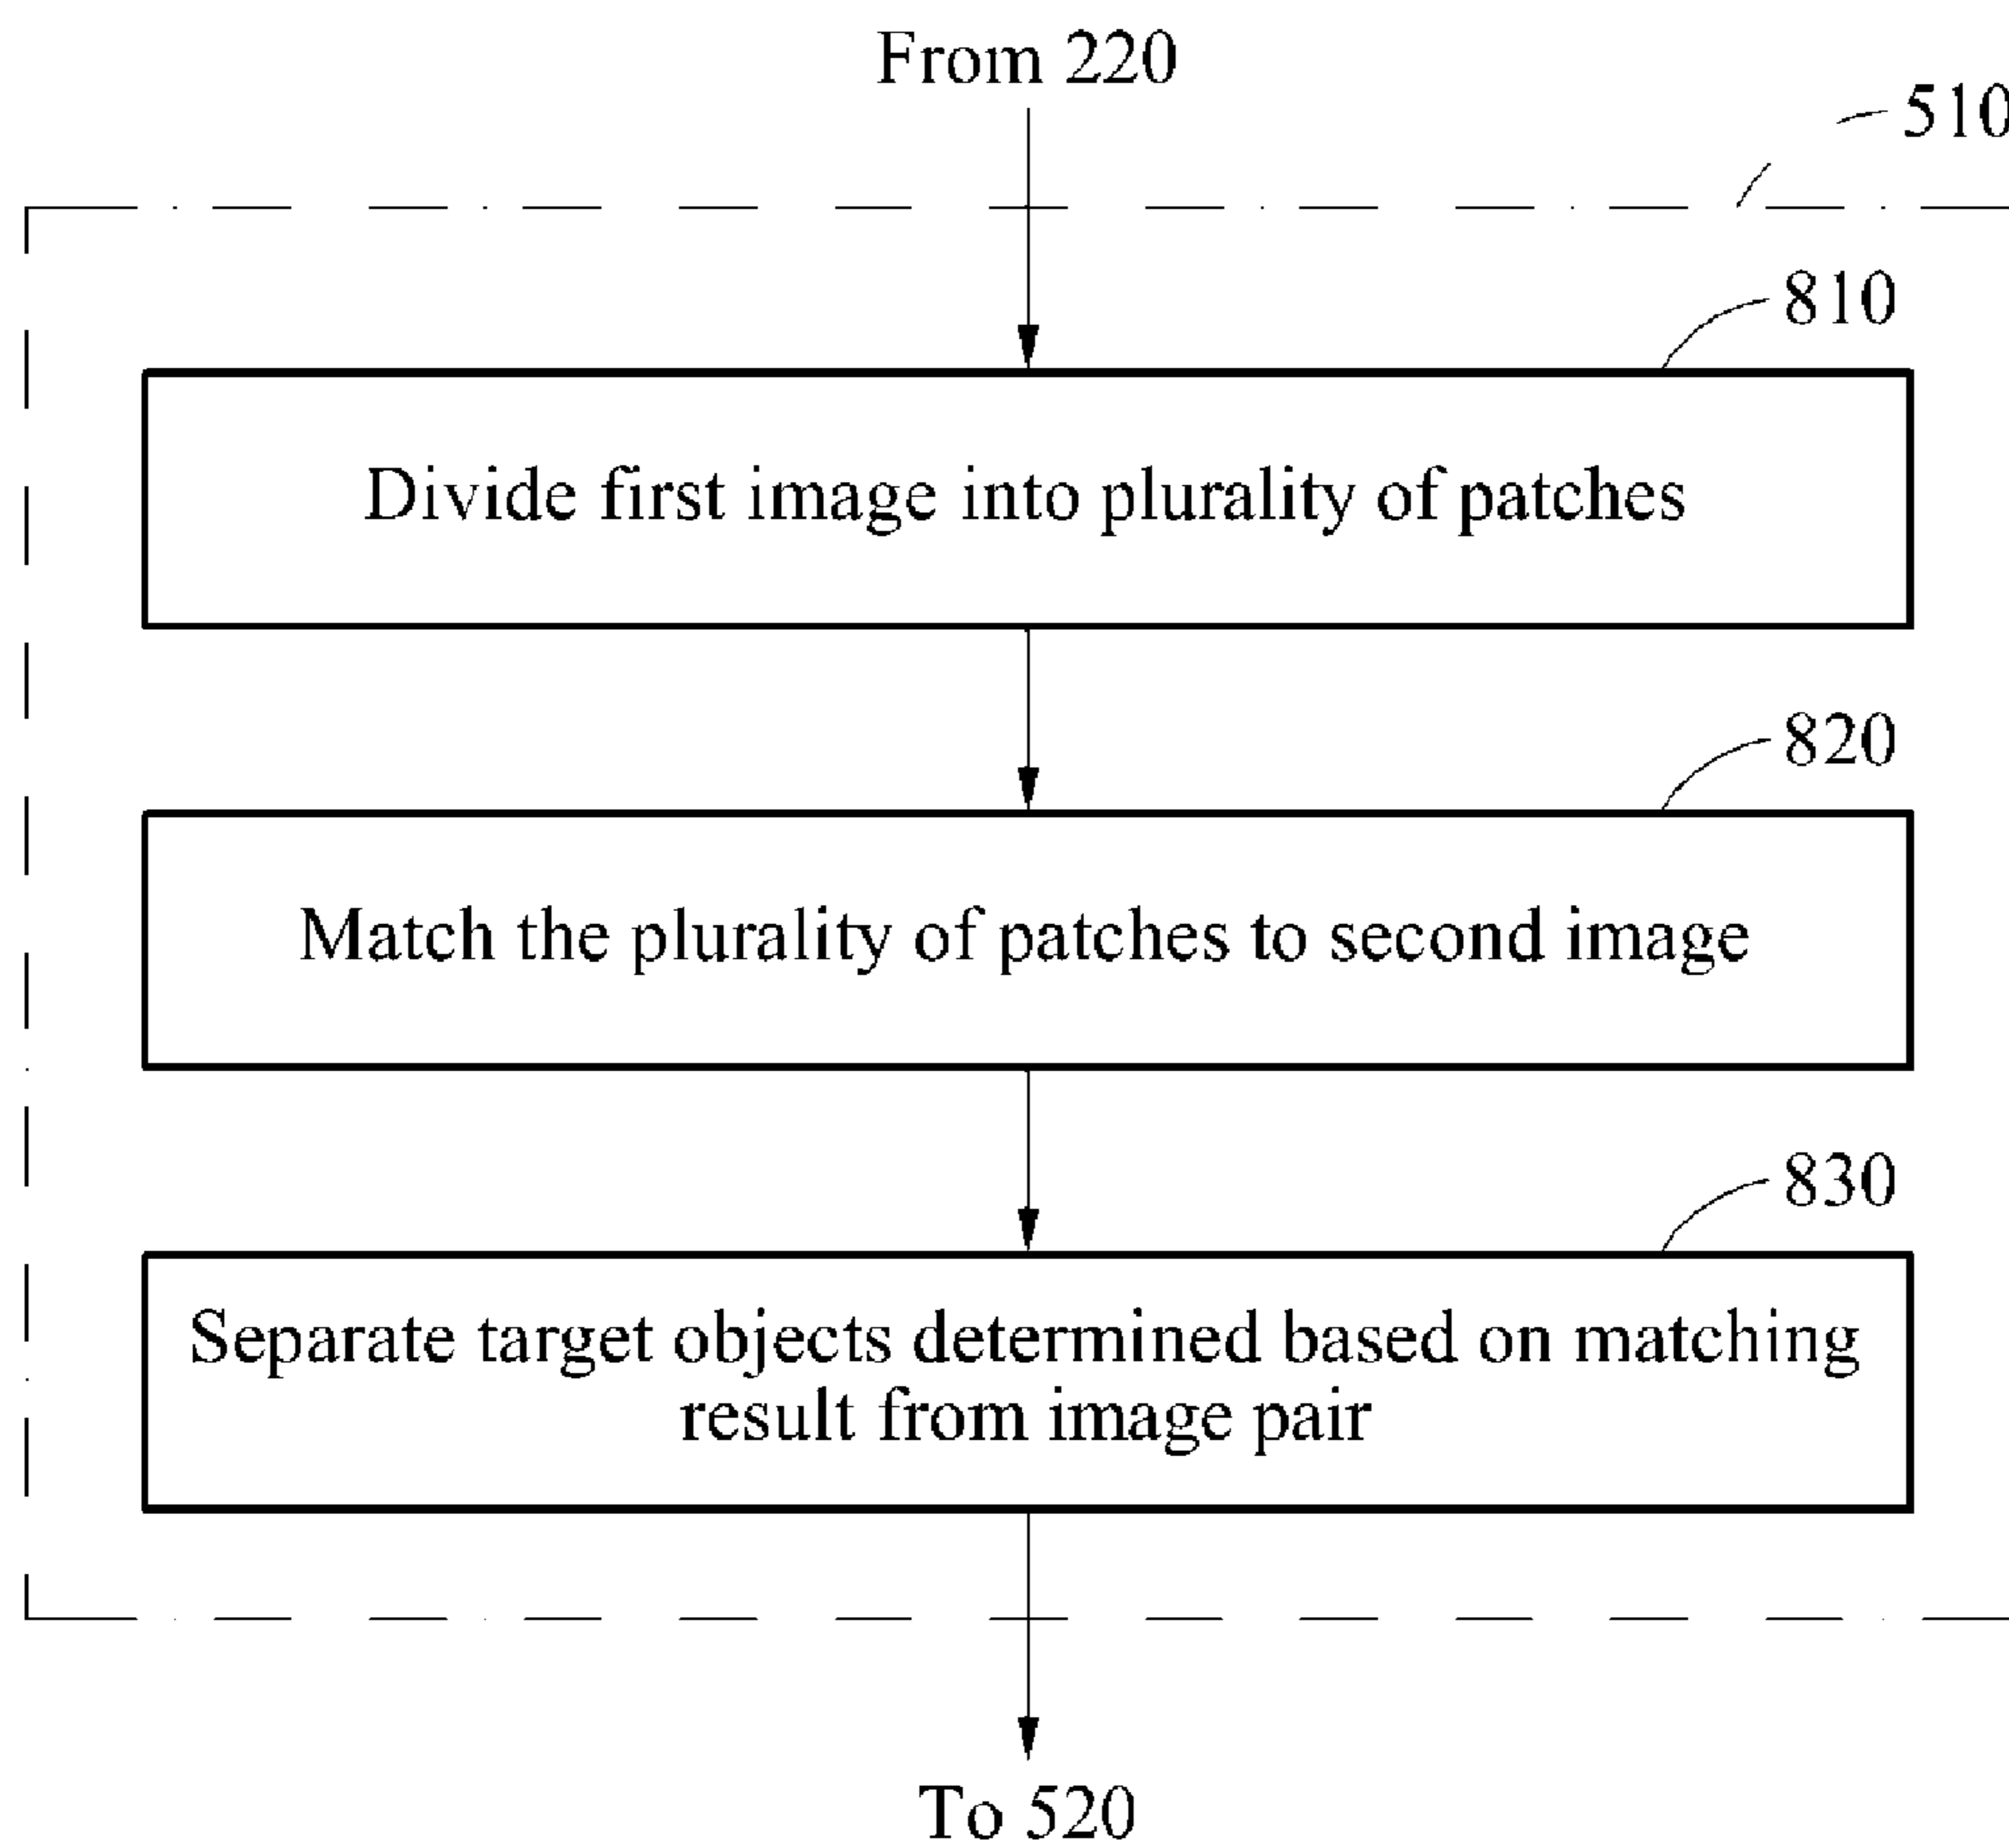 From 220
510
810
Divide first image into plurality of patches
820
Match the plurality of patches to second image
830
Separate target objects determined based on matching
result from image pair
To 520